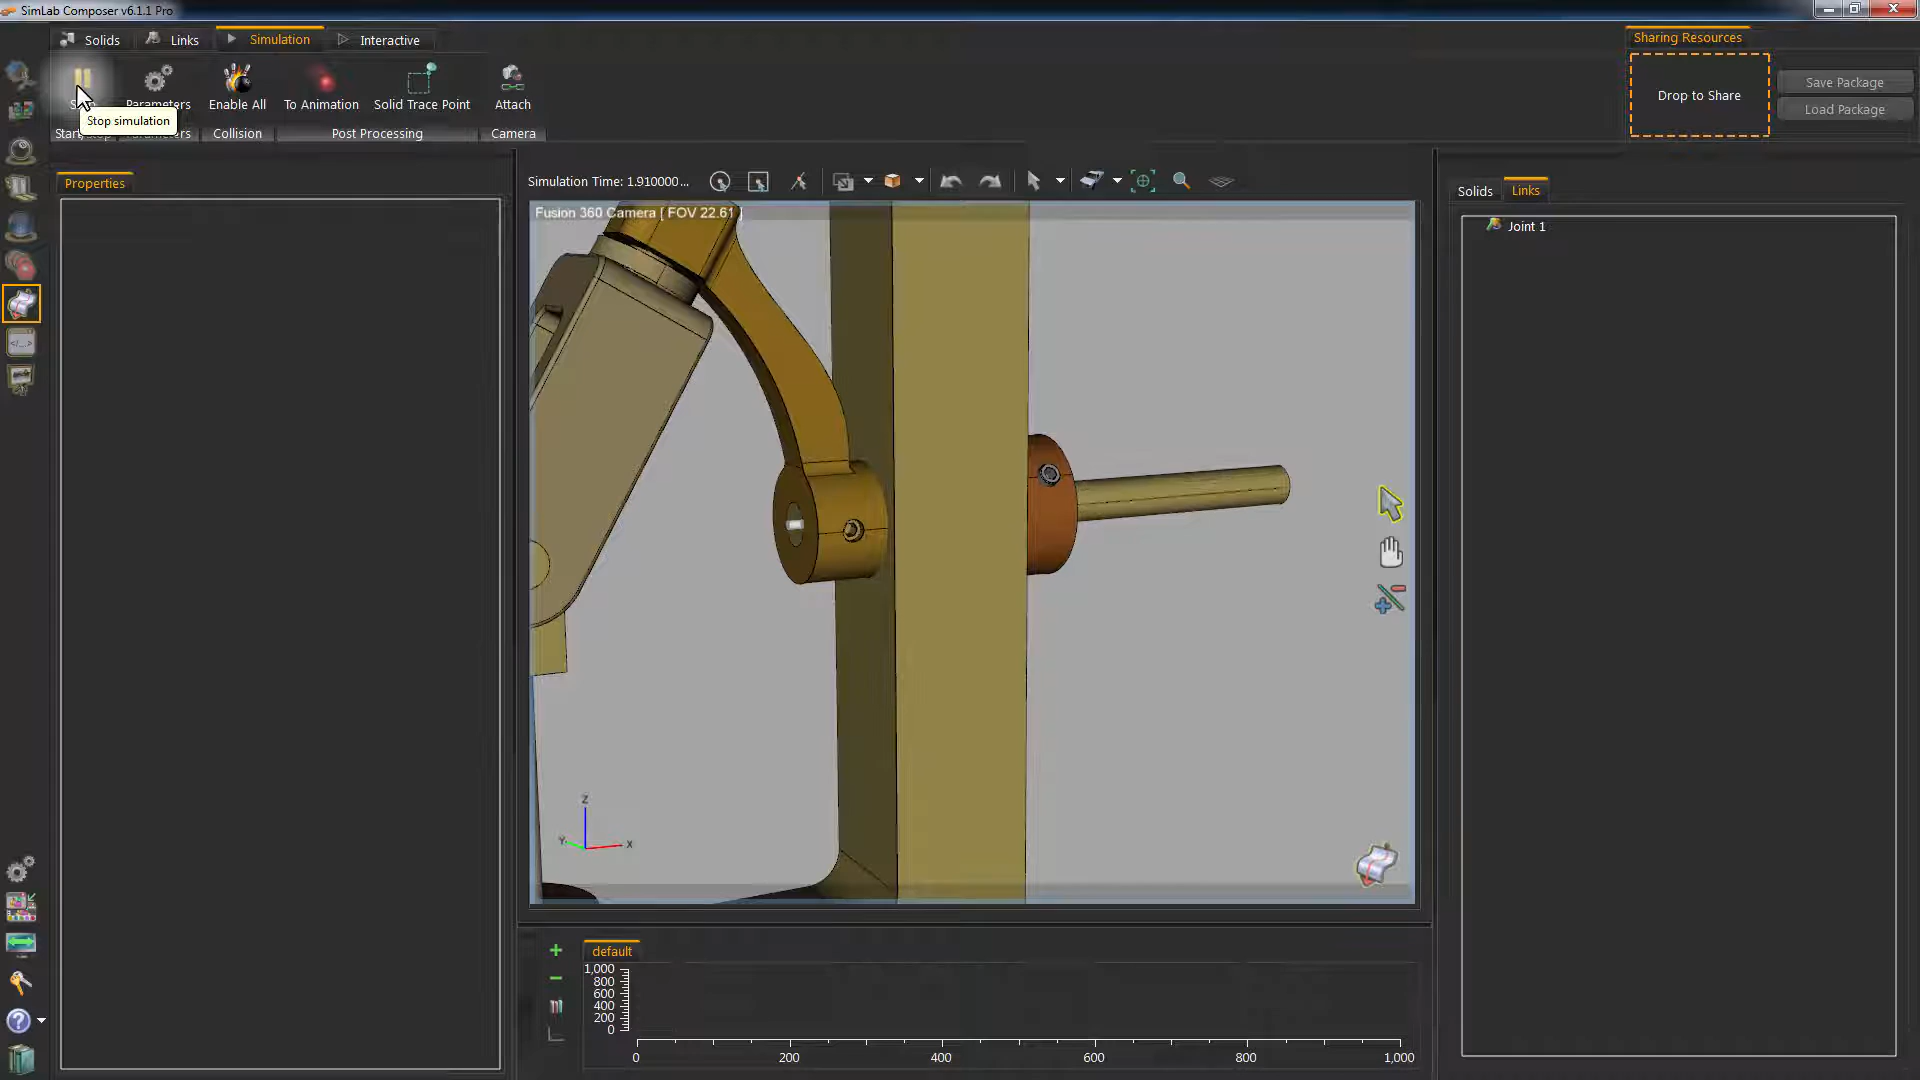 SimLab Composer v6.1.1 Pro
Solids
Links
Simulation
Interactive
Sharing Resources
Parameters
Enable All
To Animation
Solid Trace Point
Attach
Stop simulation
Collision
Post Processing
Camera
Drop to Share
Save Package
Load Package
Properties
Simulation Time: 1.910000...
Fusion 360 Camera [ FOV 22.61 ]
Solids
Links
Joint 1
Z
Y
X
default
1,000
800
600
400
200
0
0 200 400 600 800 1,000